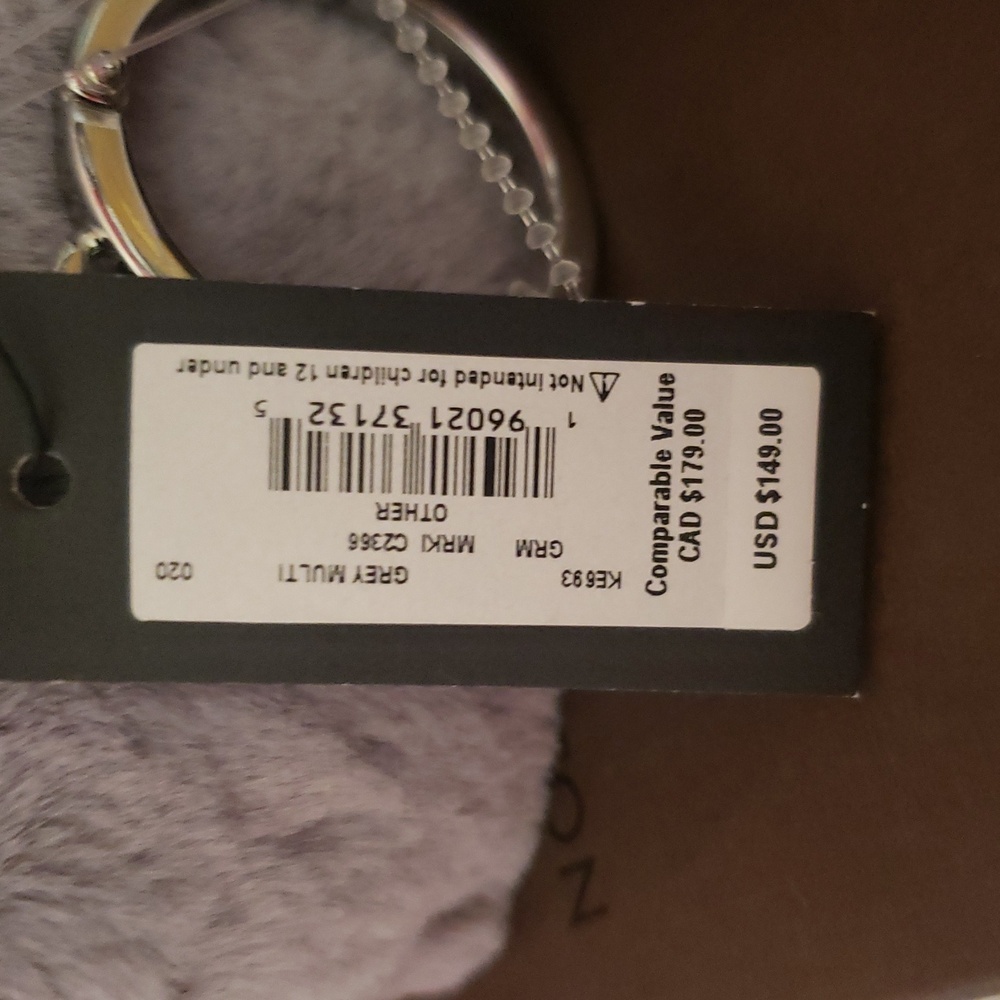 ⚠ Not intended for children 12 and under
1 96021 37132 5
OTHER
GRM MRKI C2366
KE693 GREY MULTI 020
Comparable Value
CAD $179.00
USD $149.00